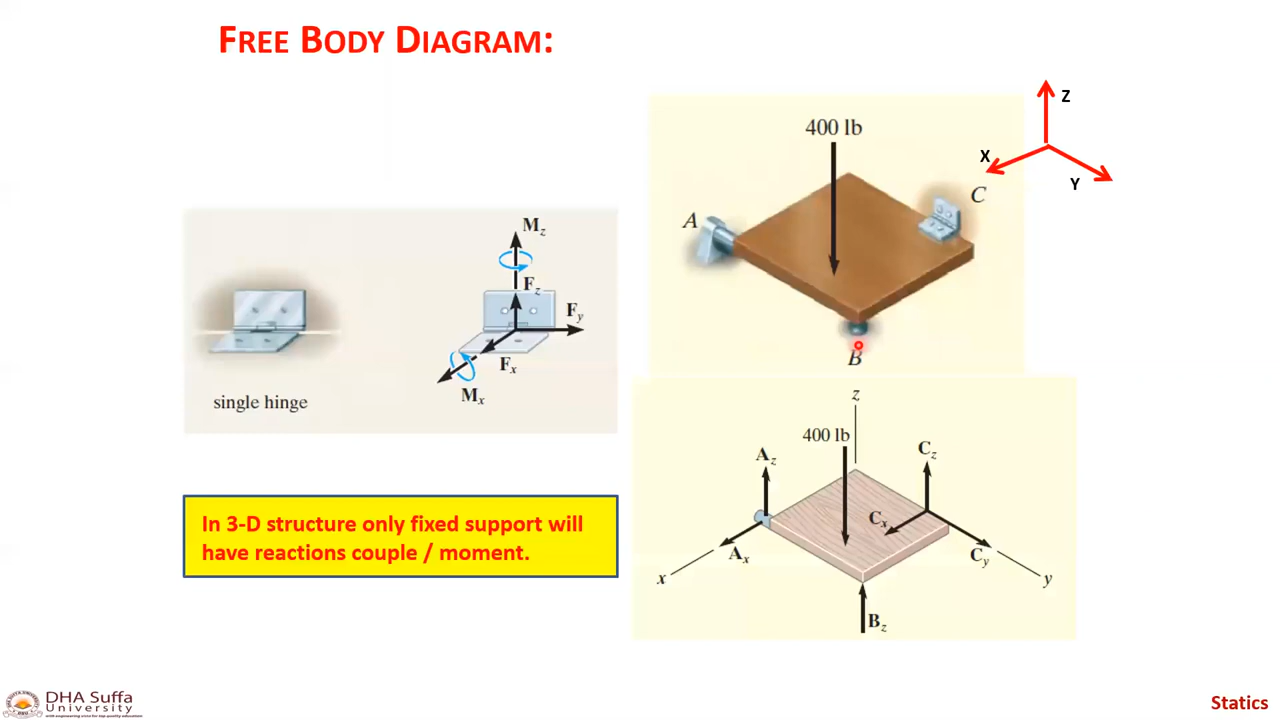 FREE BODY DIAGRAM:
400 lb
Z
X
Y
A
C
B
Mz
Fz
Fy
Fx
Mx
single hinge
z
400 lb
Az
Cz
Cx
Ax
Cy
x
y
Bz
In 3-D structure only fixed support will
have reactions couple / moment.
DHA Suffa
University
Statics